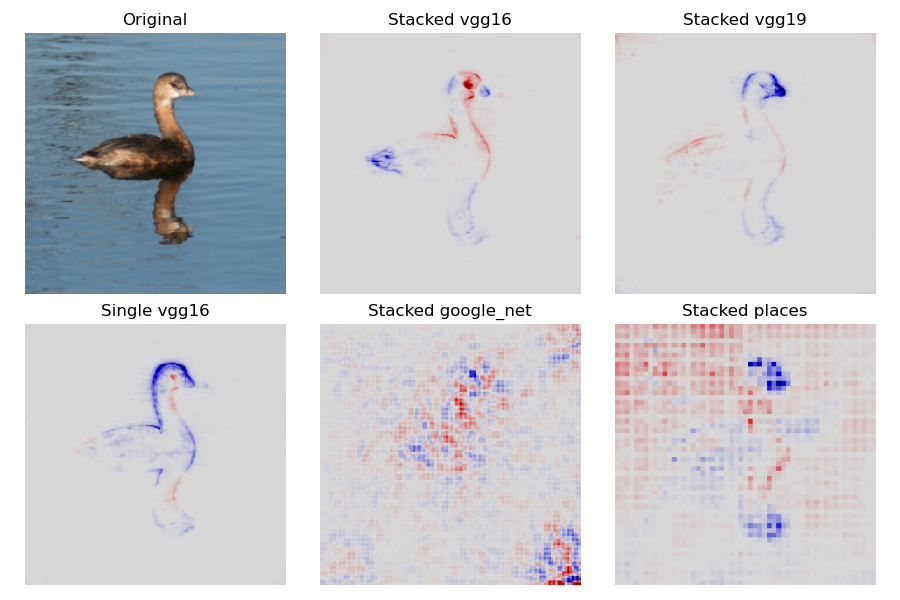 Original
Stacked vgg16
Stacked vgg19
Single vgg16
Stacked google_net
Stacked places